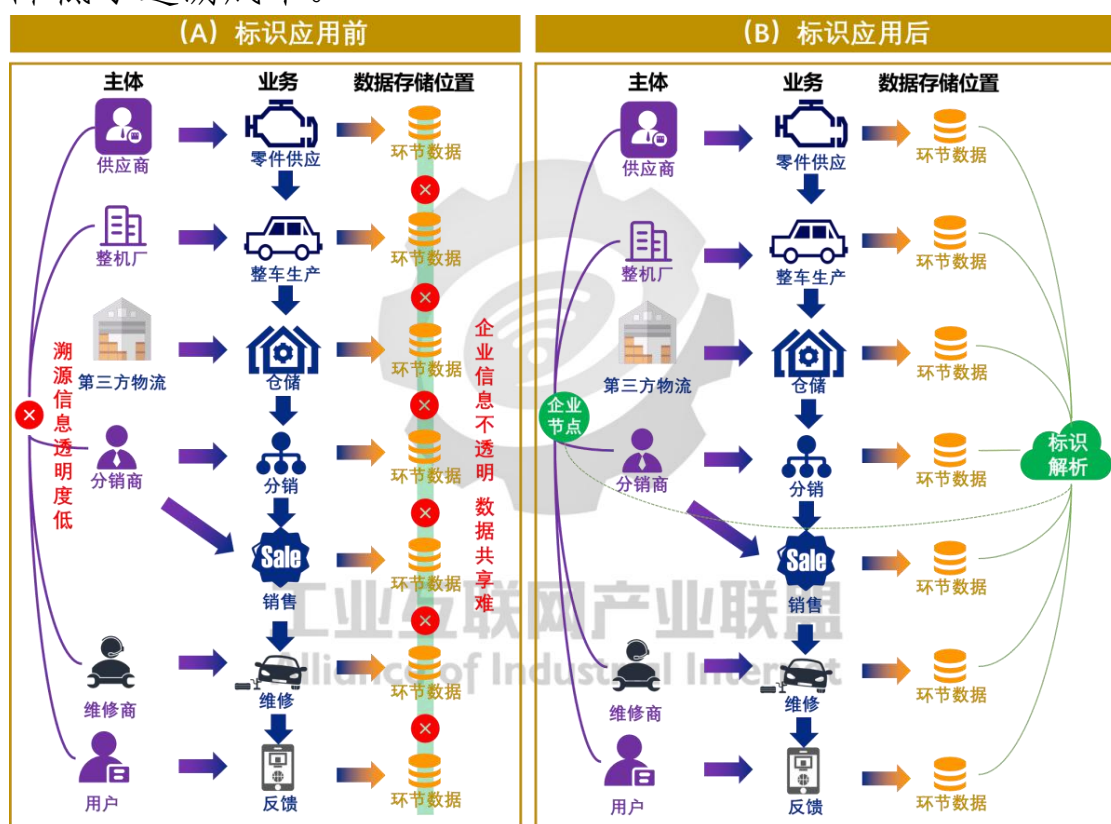 降低了追溯成本。
(A) 标识应用前
(B) 标识应用后
主体 业务 数据存储位置
供应商 零件供应 环节数据
整机厂 整车生产 环节数据
第三方物流 仓储 环节数据
分销商 分销 环节数据
Sale
销售 环节数据
维修商 维修 环节数据
用户 反馈 环节数据
溯源信息透明度低
企业信息不透明 数据共享难
主体 业务 数据存储位置
供应商 零件供应 环节数据
整机厂 整车生产 环节数据
第三方物流 仓储 环节数据
分销商 分销 环节数据
Sale
销售 环节数据
维修商 维修 环节数据
用户 反馈 环节数据
企业
节点
标识
解析
工业互联网产业联盟
Alliance of Industrial Internet